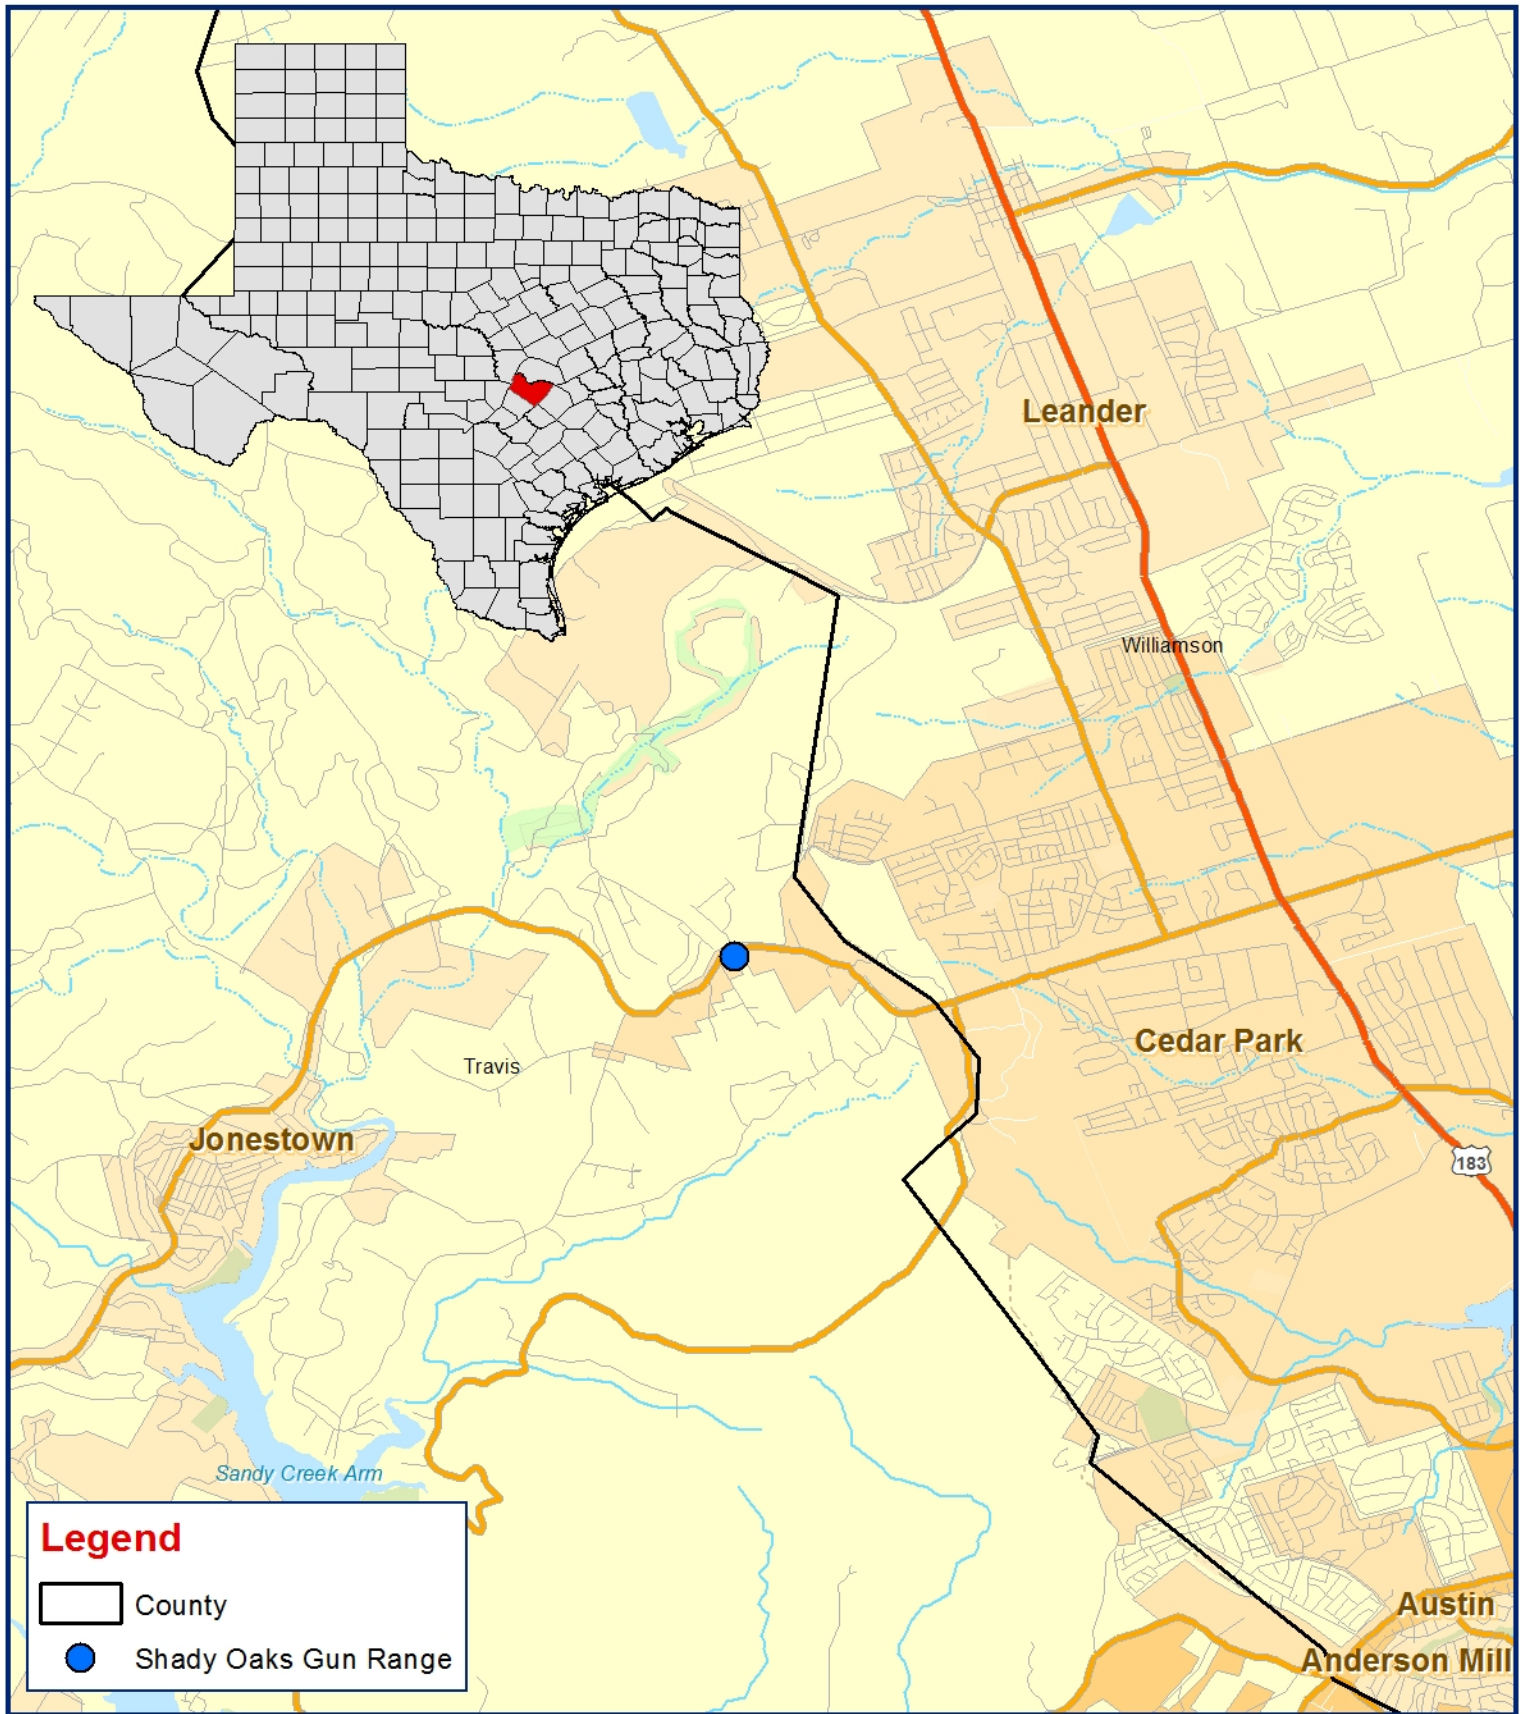 Leander
Williamson
Cedar Park
Travis
Jonestown
183
Sandy Creek Arm
Legend
County
Shady Oaks Gun Range
Austin
Anderson Mill